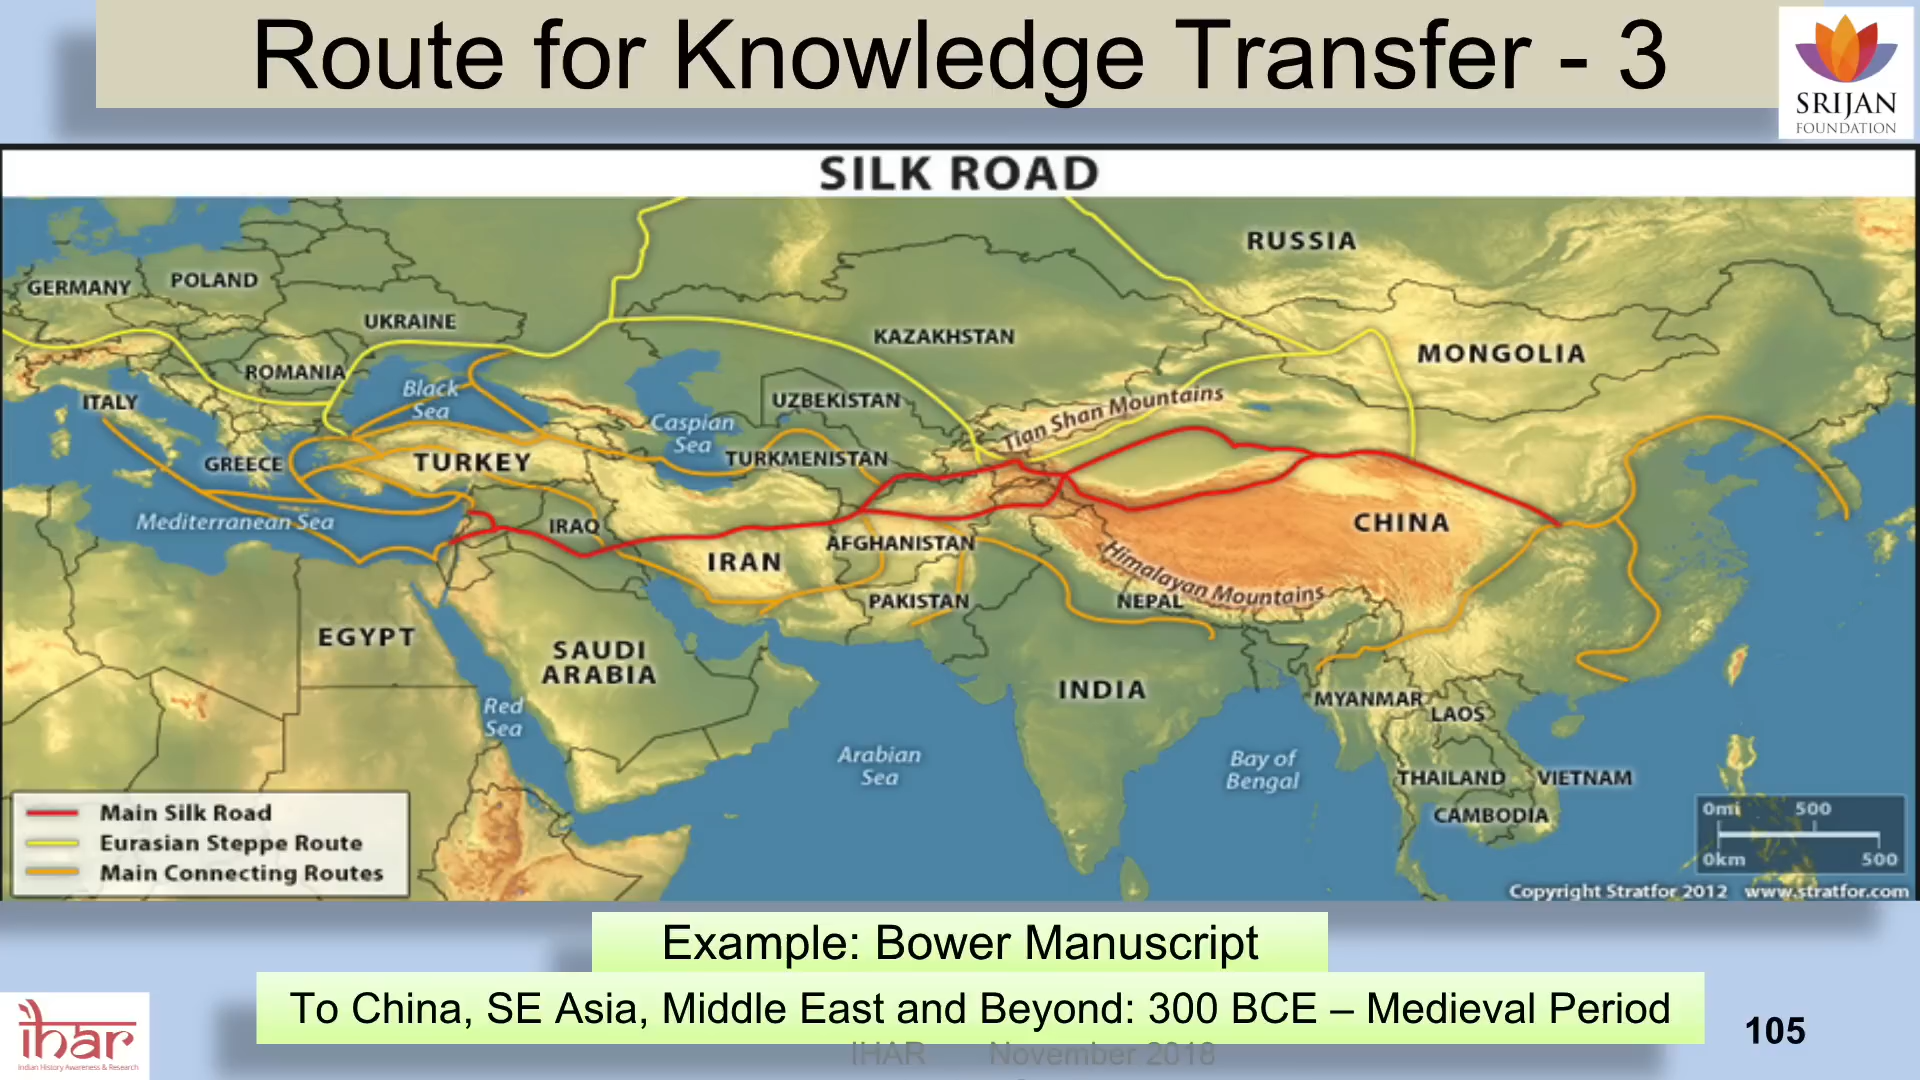 Route for Knowledge Transfer - 3
SRIJAN
FOUNDATION
SILK ROAD
RUSSIA
GERMANY
POLAND
UKRAINE
KAZAKHSTAN
MONGOLIA
ROMANIA
Black
Sea
ITALY
UZBEKISTAN
Tian Shan Mountains
Caspian
Sea
GREECE
TURKEY
TURKMENISTAN
Mediterranean Sea
IRAQ
CHINA
IRAN
AFGHANISTAN
Himalayan Mountains
PAKISTAN
NEPAL
EGYPT
SAUDI
ARABIA
INDIA
MYANMAR
LAOS
Red
Sea
Arabian
Sea
Bay of
Bengal
THAILAND
VIETNAM
CAMBODIA
Main Silk Road
Eurasian Steppe Route
Main Connecting Routes
0mi 500
0km 500
Copyright Stratfor 2012 www.stratfor.com
Example: Bower Manuscript
To China, SE Asia, Middle East and Beyond: 300 BCE – Medieval Period
ihar
Indian History Awareness & Research
IHAR November 2018
105